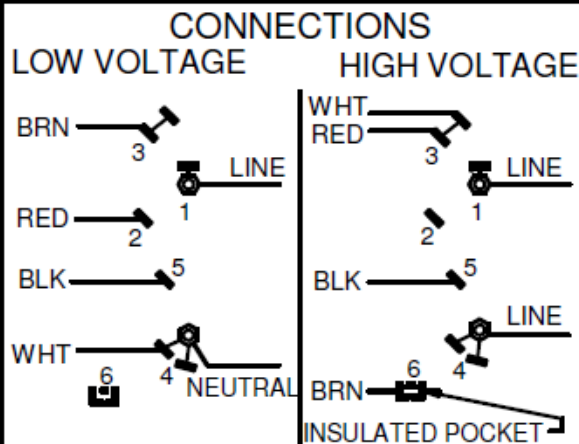 CONNECTIONS
LOW VOLTAGE
BRN
3
LINE
1
RED
2
BLK
5
WHT
4
6
NEUTRAL
HIGH VOLTAGE
WHT
RED
3
LINE
1
2
BLK
5
LINE
4
BRN
6
INSULATED POCKET